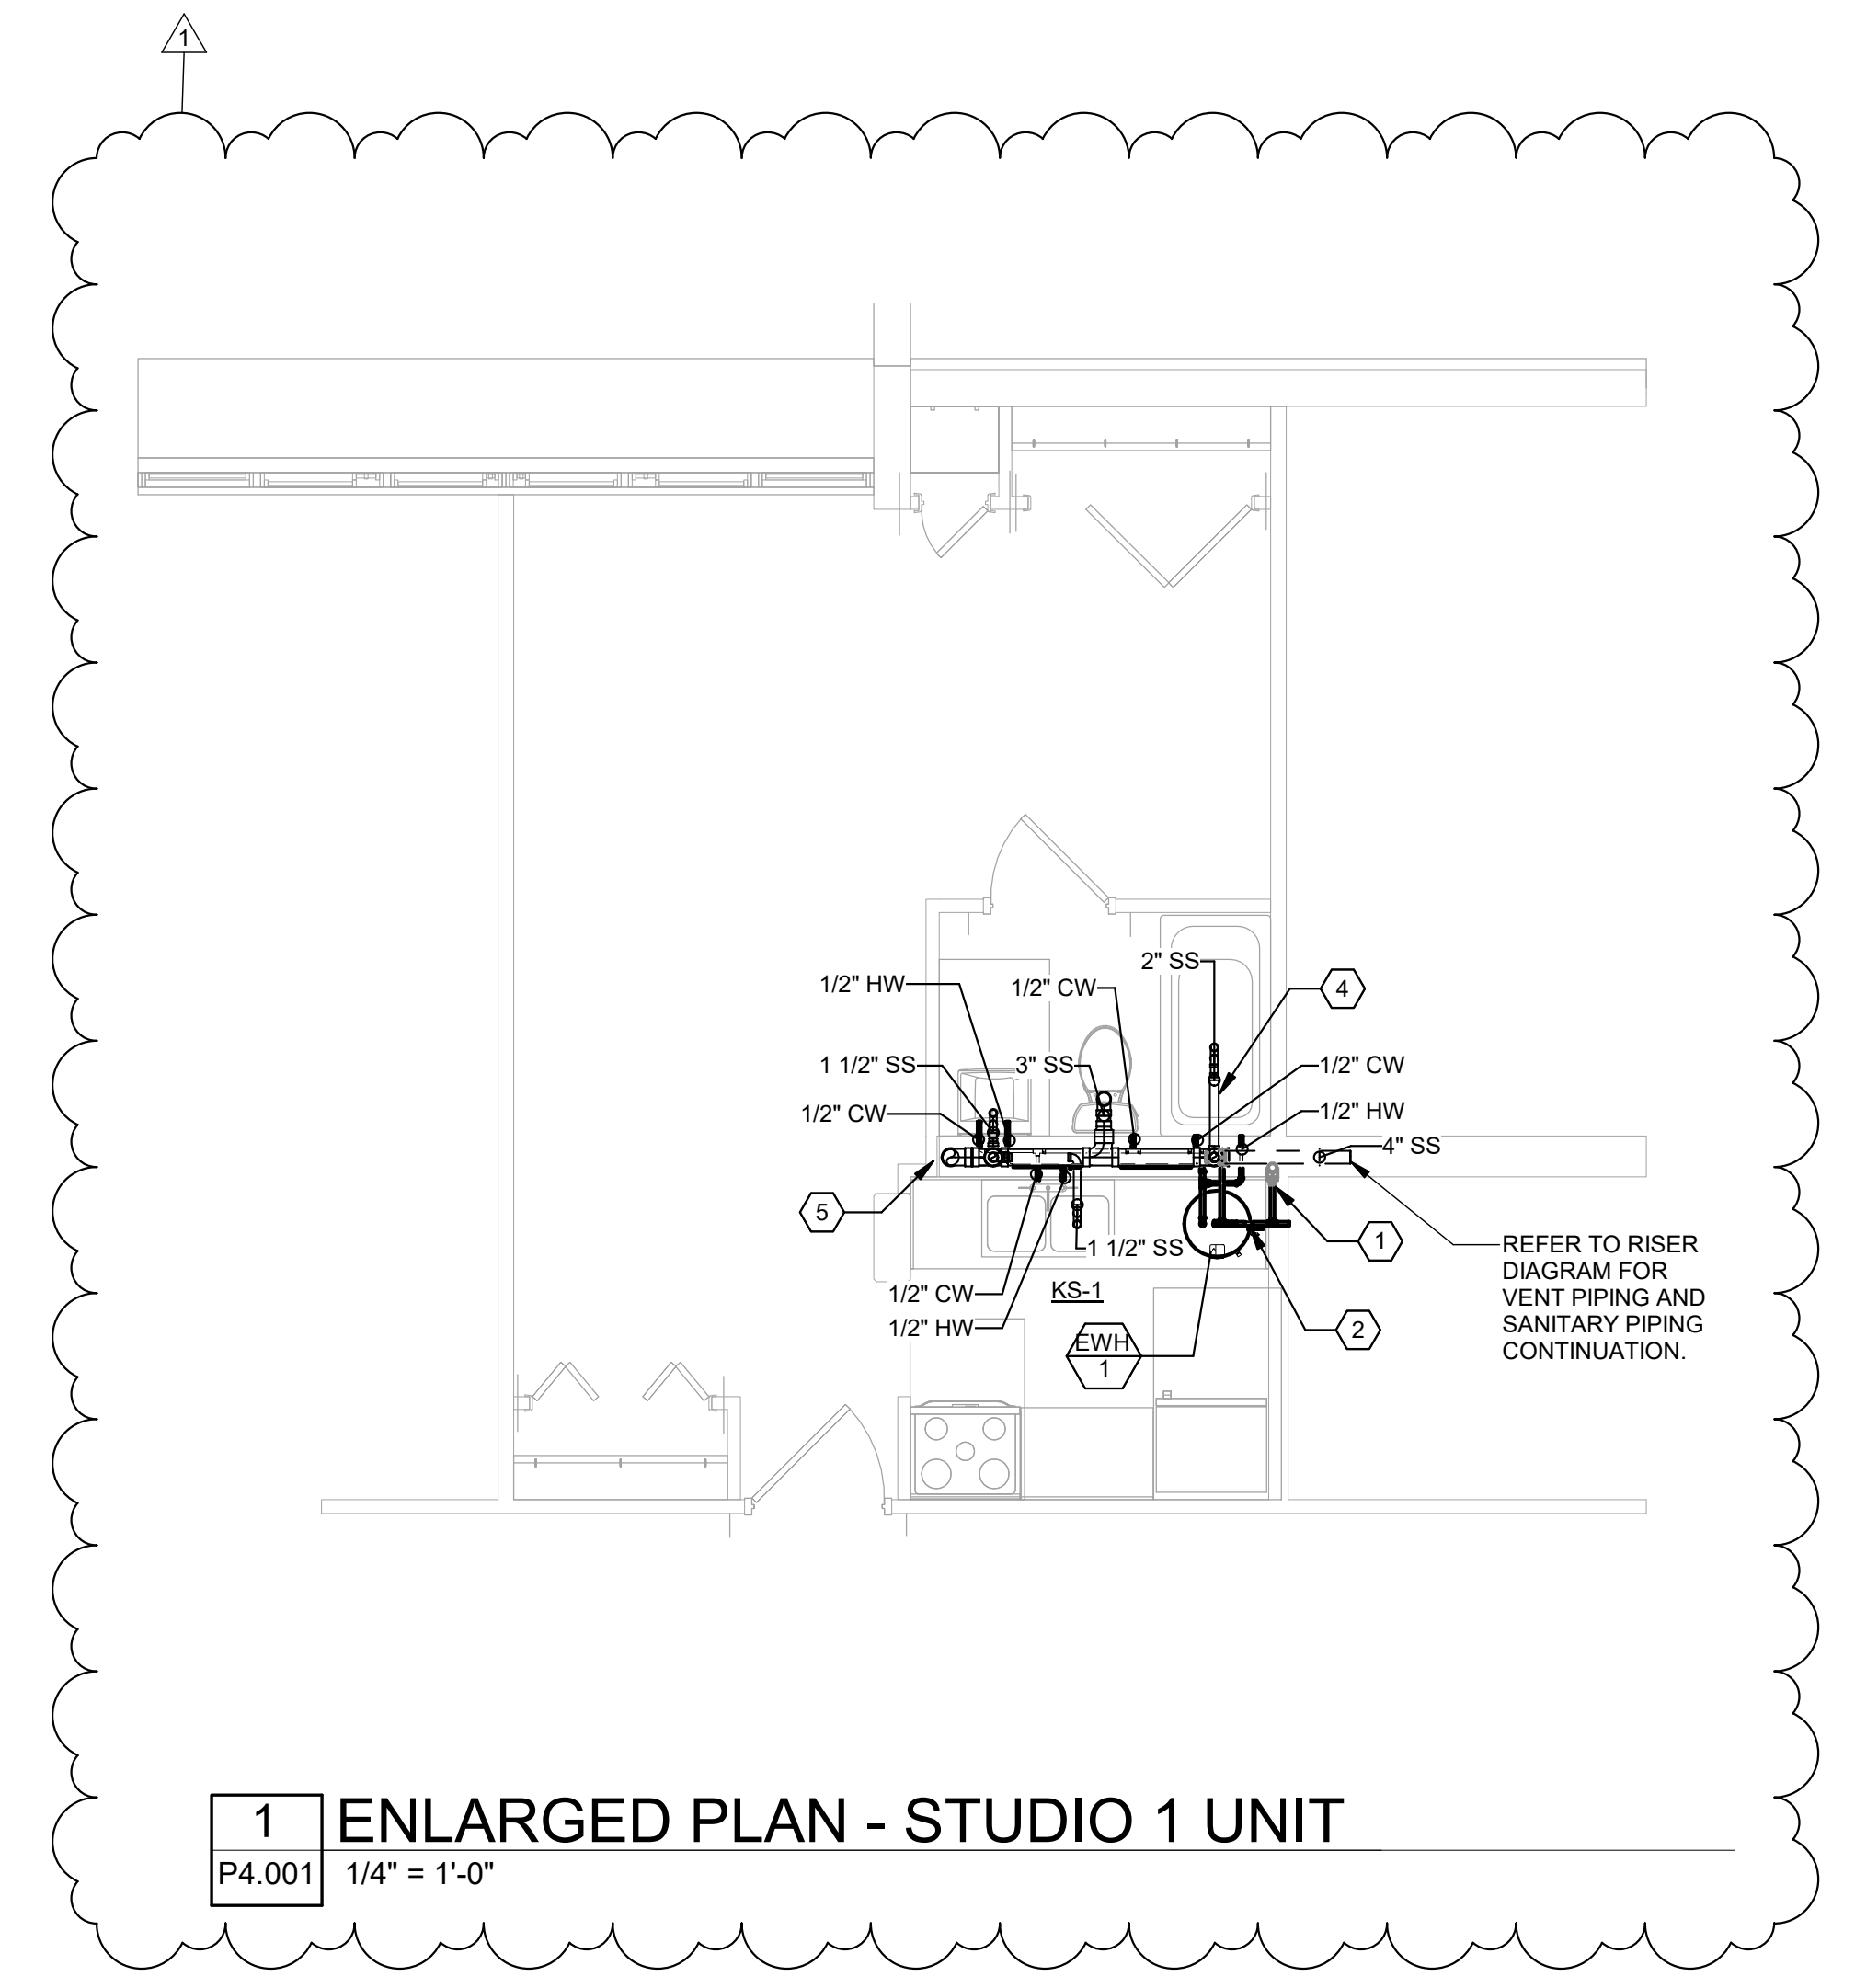 1
2" SS
1/2" HW
1/2" CW
4
1 1/2" SS
3" SS
1/2" CW
1/2" CW
1/2" HW
4" SS
5
1
1 1/2" SS
REFER TO RISER
DIAGRAM FOR
VENT PIPING AND
SANITARY PIPING
CONTINUATION.
1/2" CW
KS-1
1/2" HW
EWH
1
2
1
ENLARGED PLAN - STUDIO 1 UNIT
P4.001
1/4" = 1'-0"